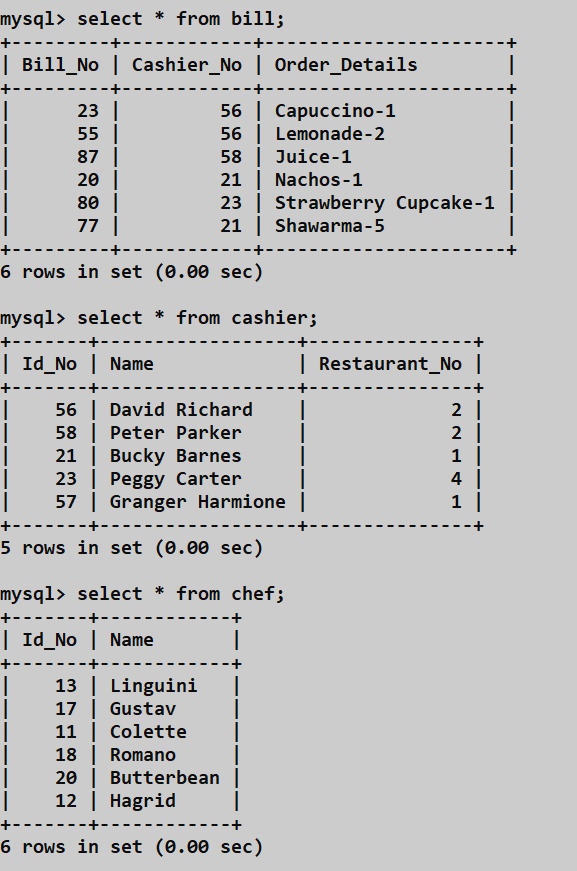 mysql> select * from bill;
+---------+------------+----------------------+
| Bill_No | Cashier_No | Order_Details        |
+---------+------------+----------------------+
|      23 |         56 | Capuccino-1          |
|      55 |         56 | Lemonade-2           |
|      87 |         58 | Juice-1              |
|      20 |         21 | Nachos-1             |
|      80 |         23 | Strawberry Cupcake-1 |
|      77 |         21 | Shawarma-5           |
+---------+------------+----------------------+
6 rows in set (0.00 sec)

mysql> select * from cashier;
+-------+------------------+---------------+
| Id_No | Name             | Restaurant_No |
+-------+------------------+---------------+
|    56 | David Richard    |             2 |
|    58 | Peter Parker     |             2 |
|    21 | Bucky Barnes     |             1 |
|    23 | Peggy Carter     |             4 |
|    57 | Granger Harmione |             1 |
+-------+------------------+---------------+
5 rows in set (0.00 sec)

mysql> select * from chef;
+-------+------------+
| Id_No | Name       |
+-------+------------+
|    13 | Linguini   |
|    17 | Gustav     |
|    11 | Colette    |
|    18 | Romano     |
|    20 | Butterbean |
|    12 | Hagrid     |
+-------+------------+
6 rows in set (0.00 sec)